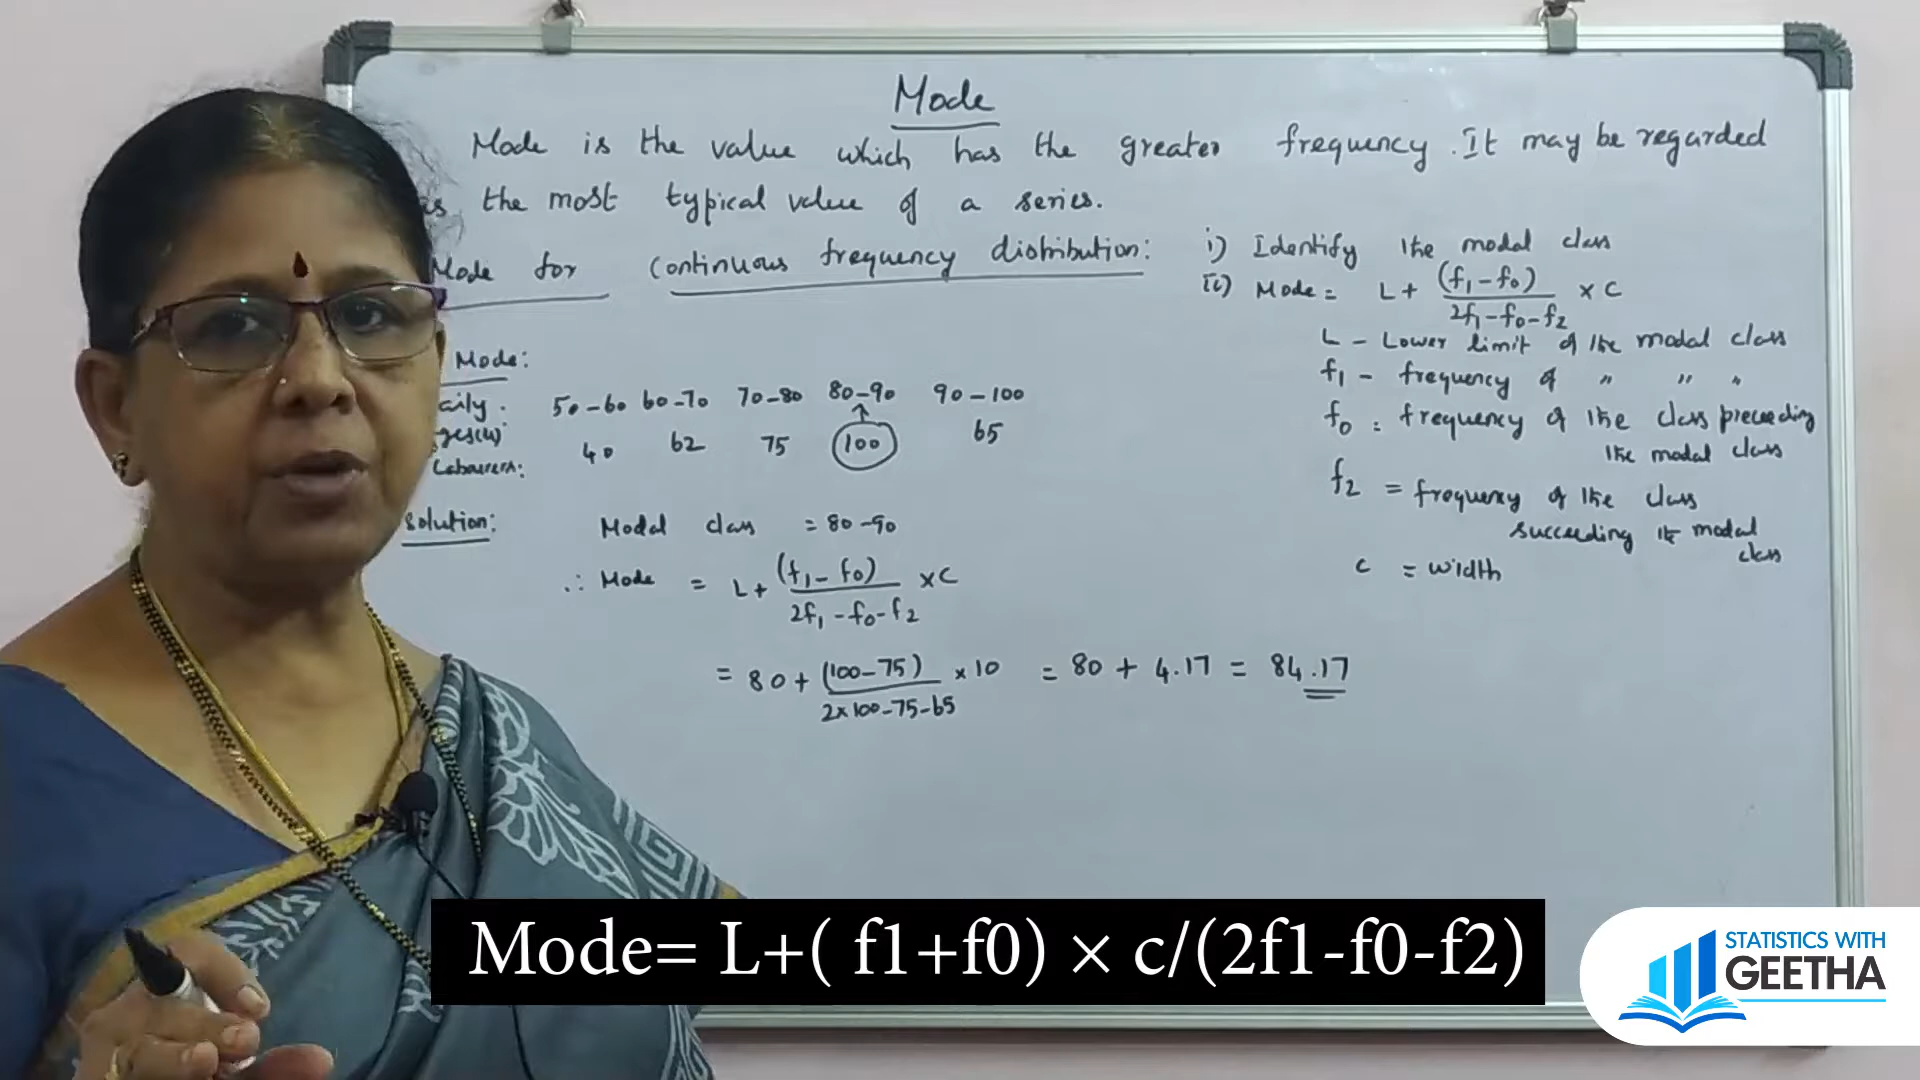 Mode
Mode is the value which has the greater frequency. It may be regarded
as the most typical value of a series.
Mode for continuous frequency distribution:
i) Identify the modal class
ii) Mode = L + (f1 - f0) / 2f1 - f0 - f2 × C
L - Lower limit of the modal class
f1 - frequency of " " "
f0 = frequency of the class preceeding
the modal class
f2 = frequency of the class
succeeding the modal
class
c = width
Mode:
50-60 60-70 70-80 80-90 90-100
40 62 75 100 65
Labourers:
Solution:
Modal class = 80-90
∴ Mode = L + (f1 - f0) / 2f1 - f0 - f2 × C
= 80 + (100-75) / 2×100-75-65 × 10 = 80 + 4.17 = 84.17
Mode= L+( f1+f0) × c/(2f1-f0-f2)
STATISTICS WITH
GEETHA